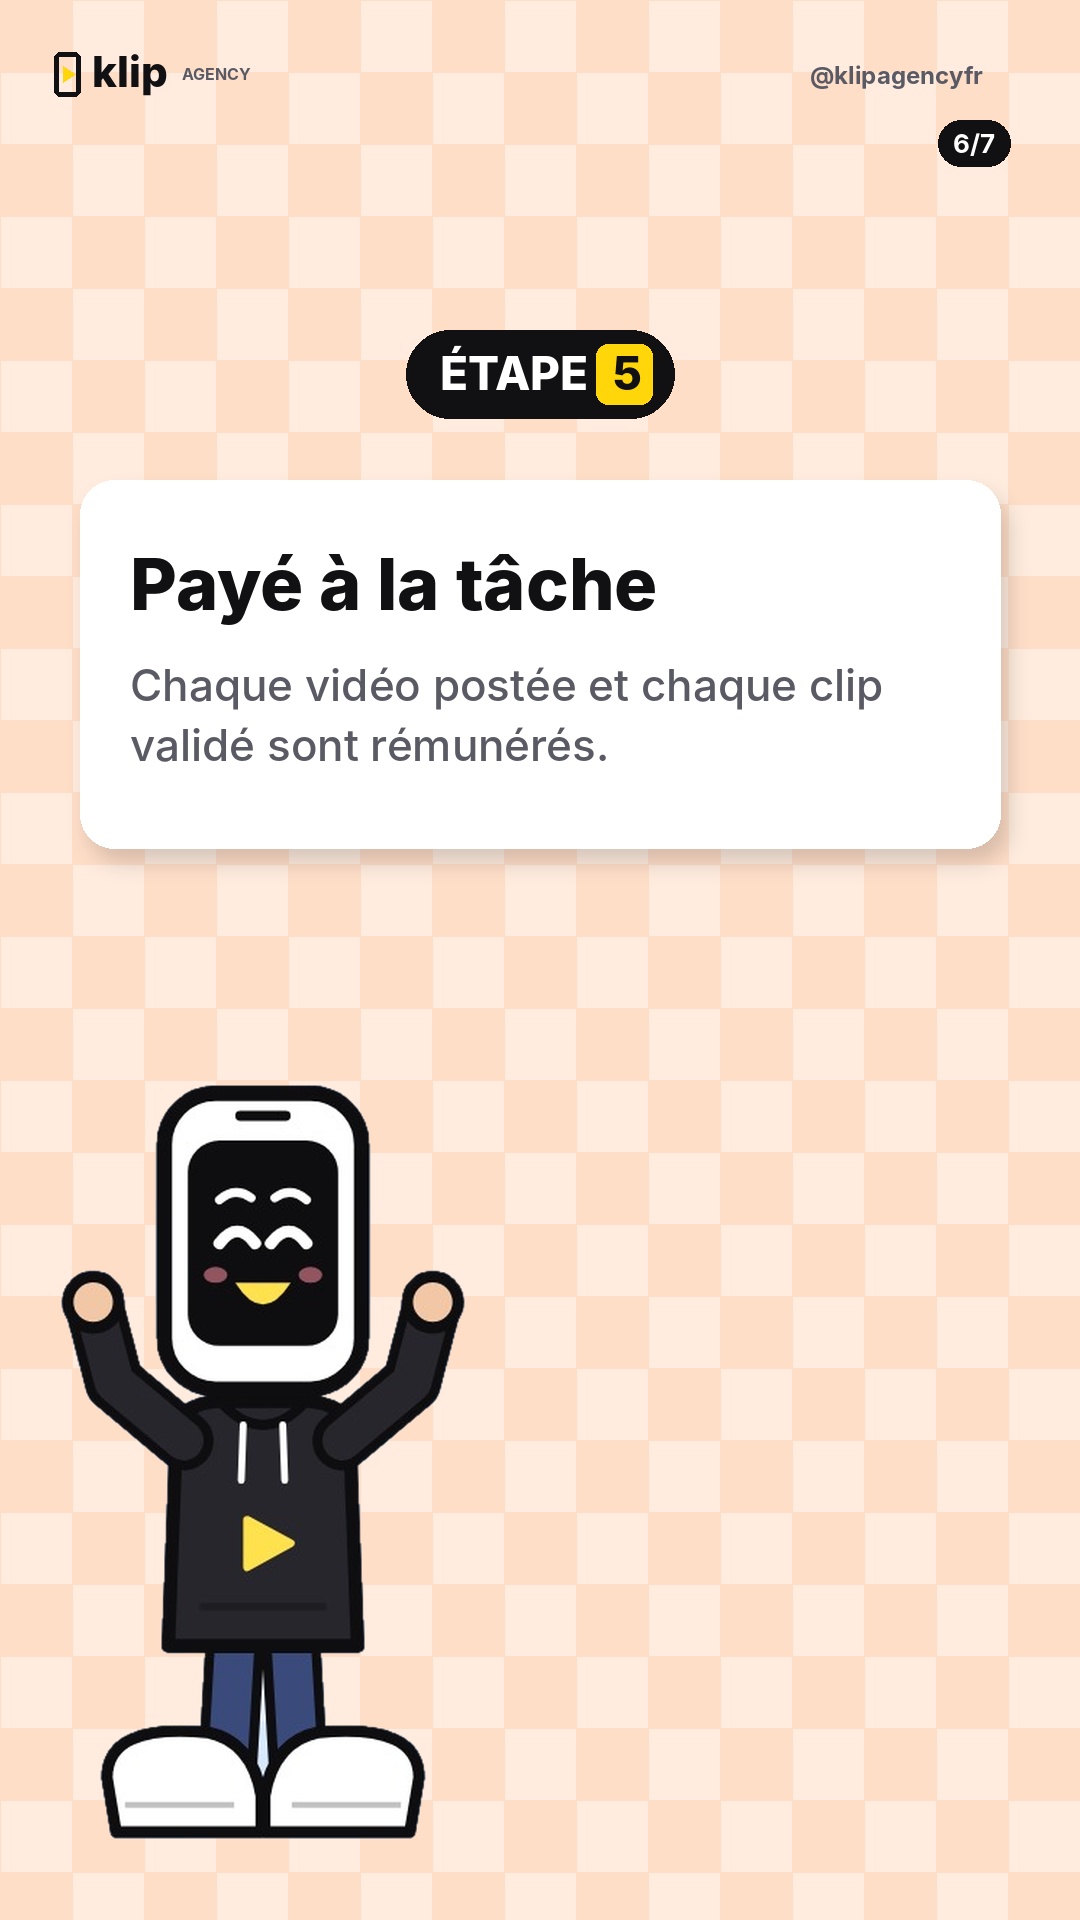 klip AGENCY
@klipagencyfr
6/7
ÉTAPE 5
Payé à la tâche
Chaque vidéo postée et chaque clip
validé sont rémunérés.